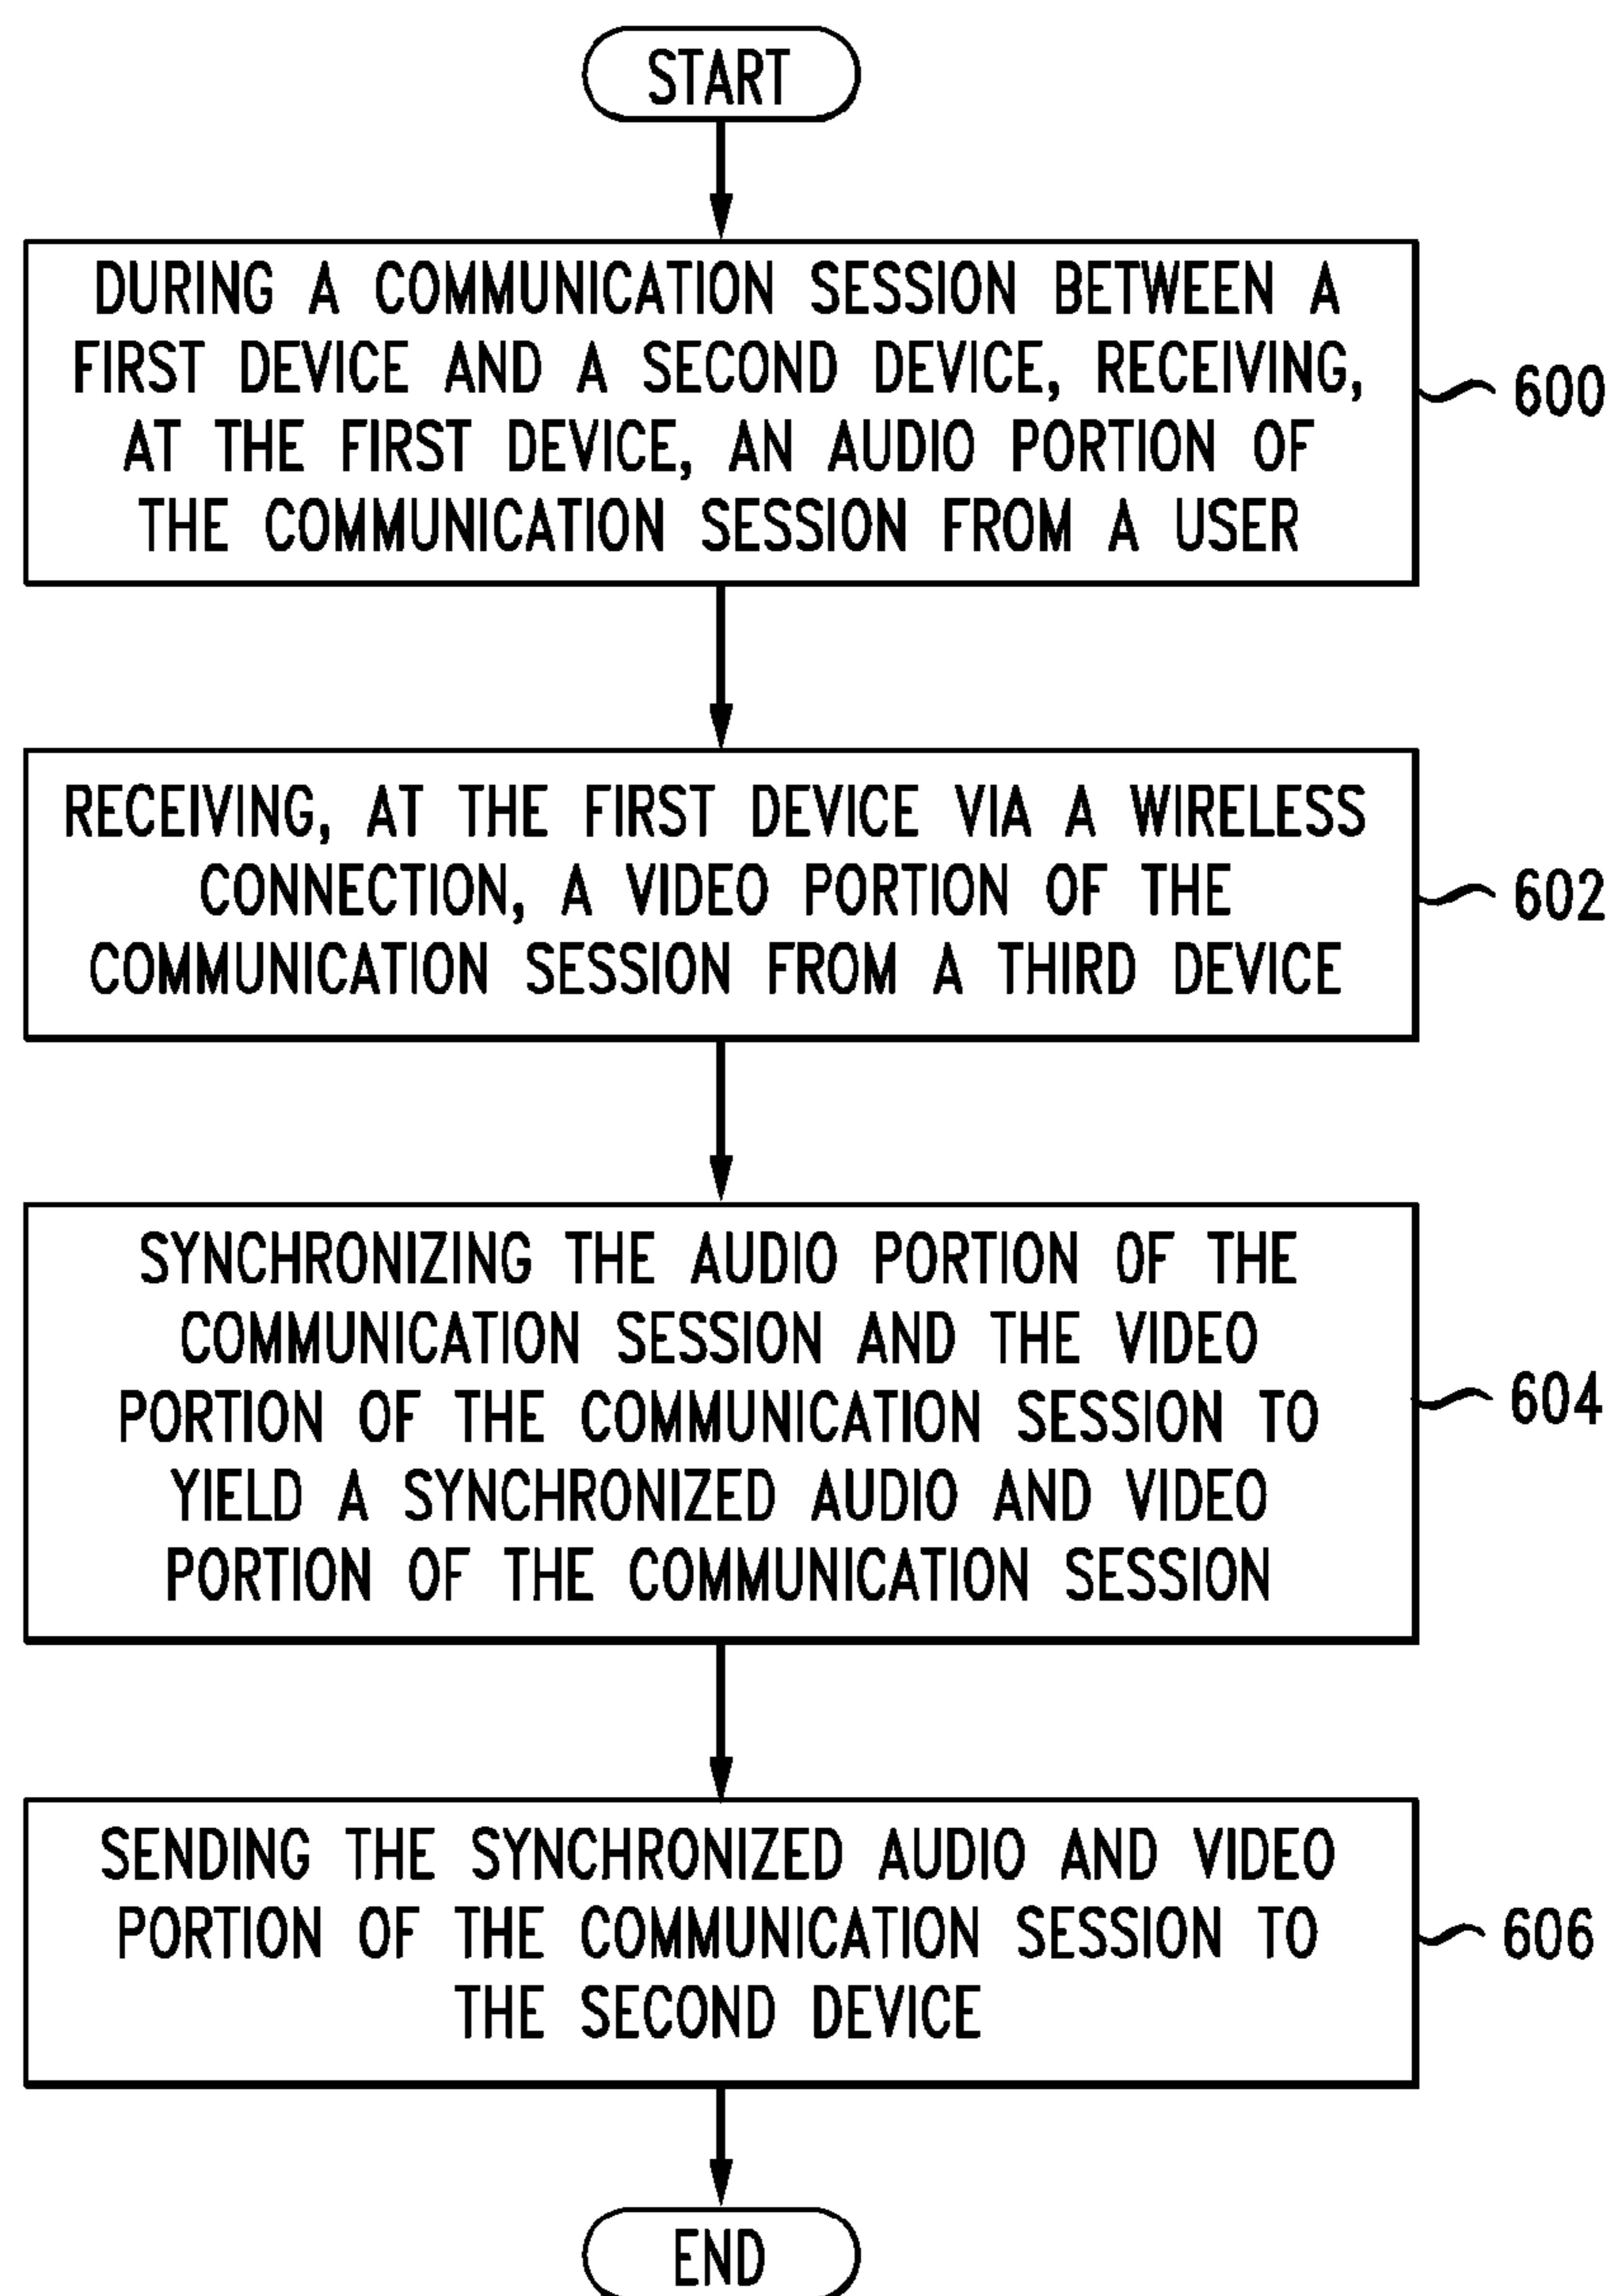 START
DURING A COMMUNICATION SESSION BETWEEN A
FIRST DEVICE AND A SECOND DEVICE, RECEIVING,
AT THE FIRST DEVICE, AN AUDIO PORTION OF
THE COMMUNICATION SESSION FROM A USER
600
RECEIVING, AT THE FIRST DEVICE VIA A WIRELESS
CONNECTION, A VIDEO PORTION OF THE
COMMUNICATION SESSION FROM A THIRD DEVICE
602
SYNCHRONIZING THE AUDIO PORTION OF THE
COMMUNICATION SESSION AND THE VIDEO
PORTION OF THE COMMUNICATION SESSION TO
YIELD A SYNCHRONIZED AUDIO AND VIDEO
PORTION OF THE COMMUNICATION SESSION
604
SENDING THE SYNCHRONIZED AUDIO AND VIDEO
PORTION OF THE COMMUNICATION SESSION TO
THE SECOND DEVICE
606
END